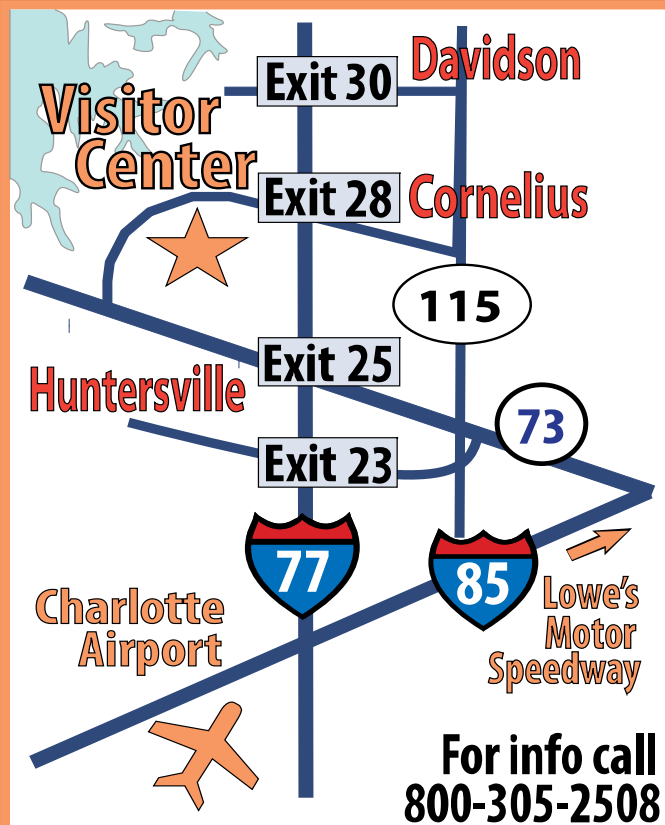 Davidson
Exit 30
Visitor
Center
Exit 28
Cornelius
115
Exit 25
Huntersville
73
Exit 23
77
85
Charlotte
Airport
Lowe's
Motor
Speedway
For info call
800-305-2508